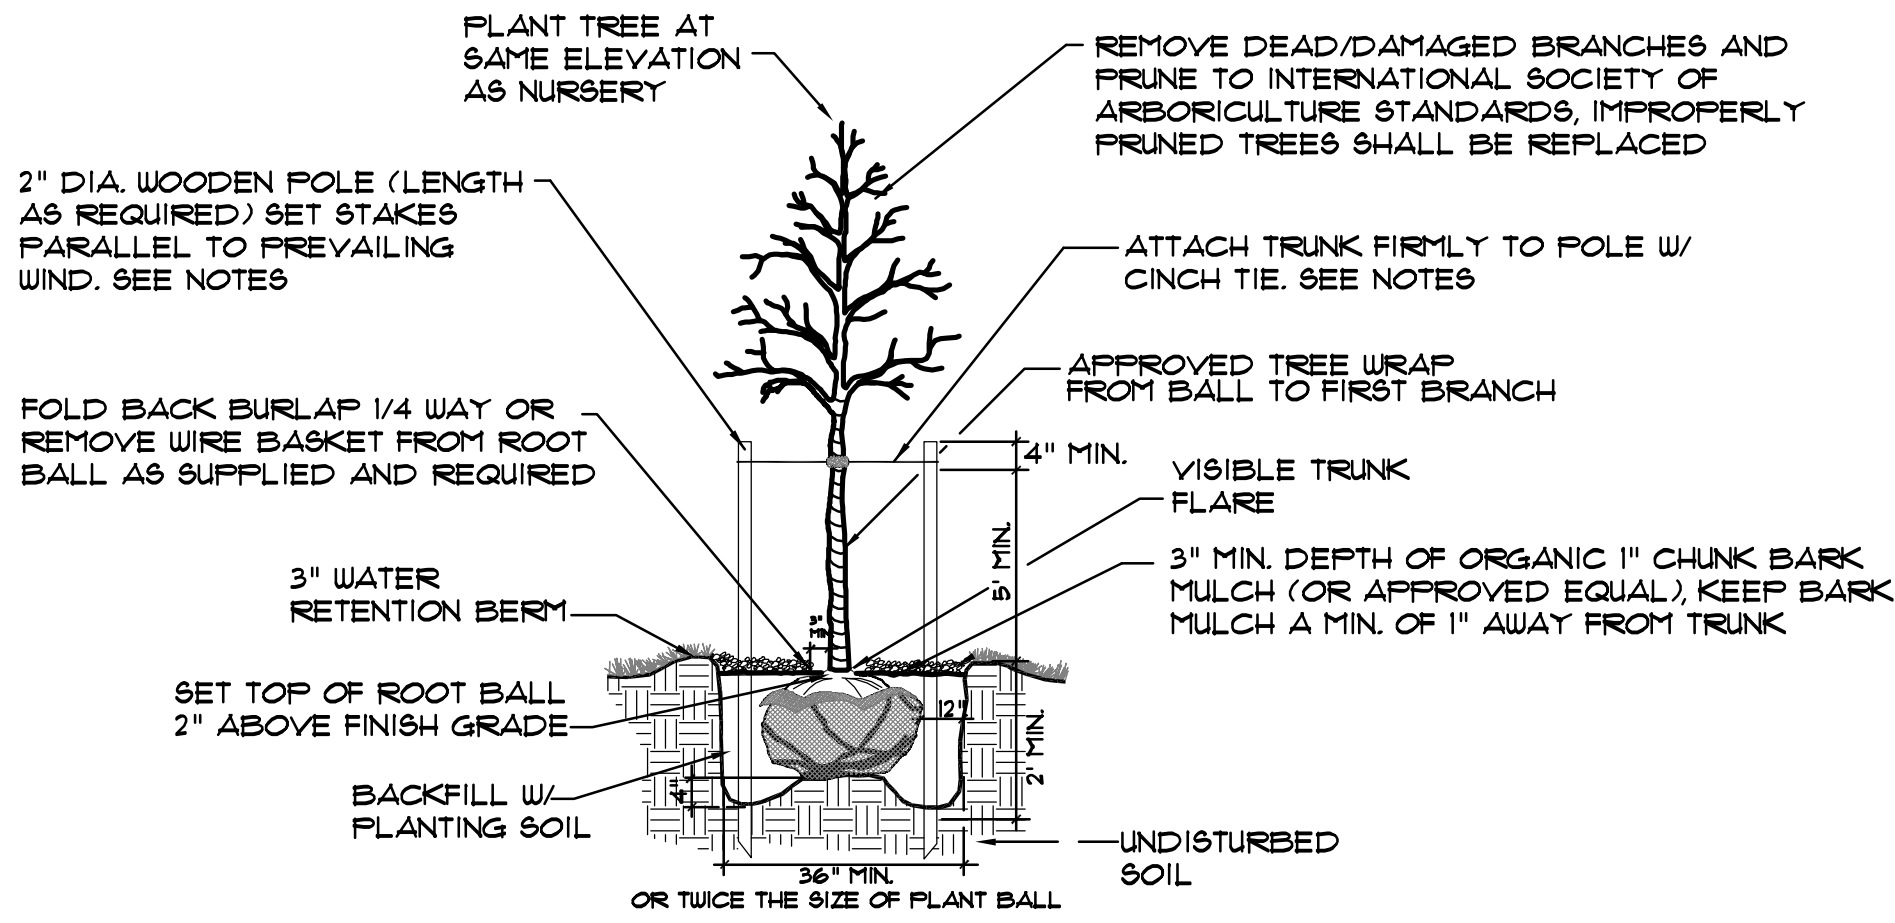 PLANT TREE AT
SAME ELEVATION
AS NURSERY
REMOVE DEAD/DAMAGED BRANCHES AND
PRUNE TO INTERNATIONAL SOCIETY OF
ARBORICULTURE STANDARDS, IMPROPERLY
PRUNED TREES SHALL BE REPLACED
2" DIA. WOODEN POLE (LENGTH
AS REQUIRED) SET STAKES
PARALLEL TO PREVAILING
WIND. SEE NOTES
ATTACH TRUNK FIRMLY TO POLE W/
CINCH TIE. SEE NOTES
APPROVED TREE WRAP
FROM BALL TO FIRST BRANCH
FOLD BACK BURLAP 1/4 WAY OR
REMOVE WIRE BASKET FROM ROOT
BALL AS SUPPLIED AND REQUIRED
4" MIN.
VISIBLE TRUNK
FLARE
5' MIN.
3" MIN. DEPTH OF ORGANIC 1" CHUNK BARK
MULCH (OR APPROVED EQUAL), KEEP BARK
MULCH A MIN. OF 1" AWAY FROM TRUNK
3" WATER
RETENTION BERM
3"
MIN.
SET TOP OF ROOT BALL
2" ABOVE FINISH GRADE
12"
2' MIN.
BACKFILL W/
PLANTING SOIL
4"
UNDISTURBED
SOIL
36" MIN.
OR TWICE THE SIZE OF PLANT BALL